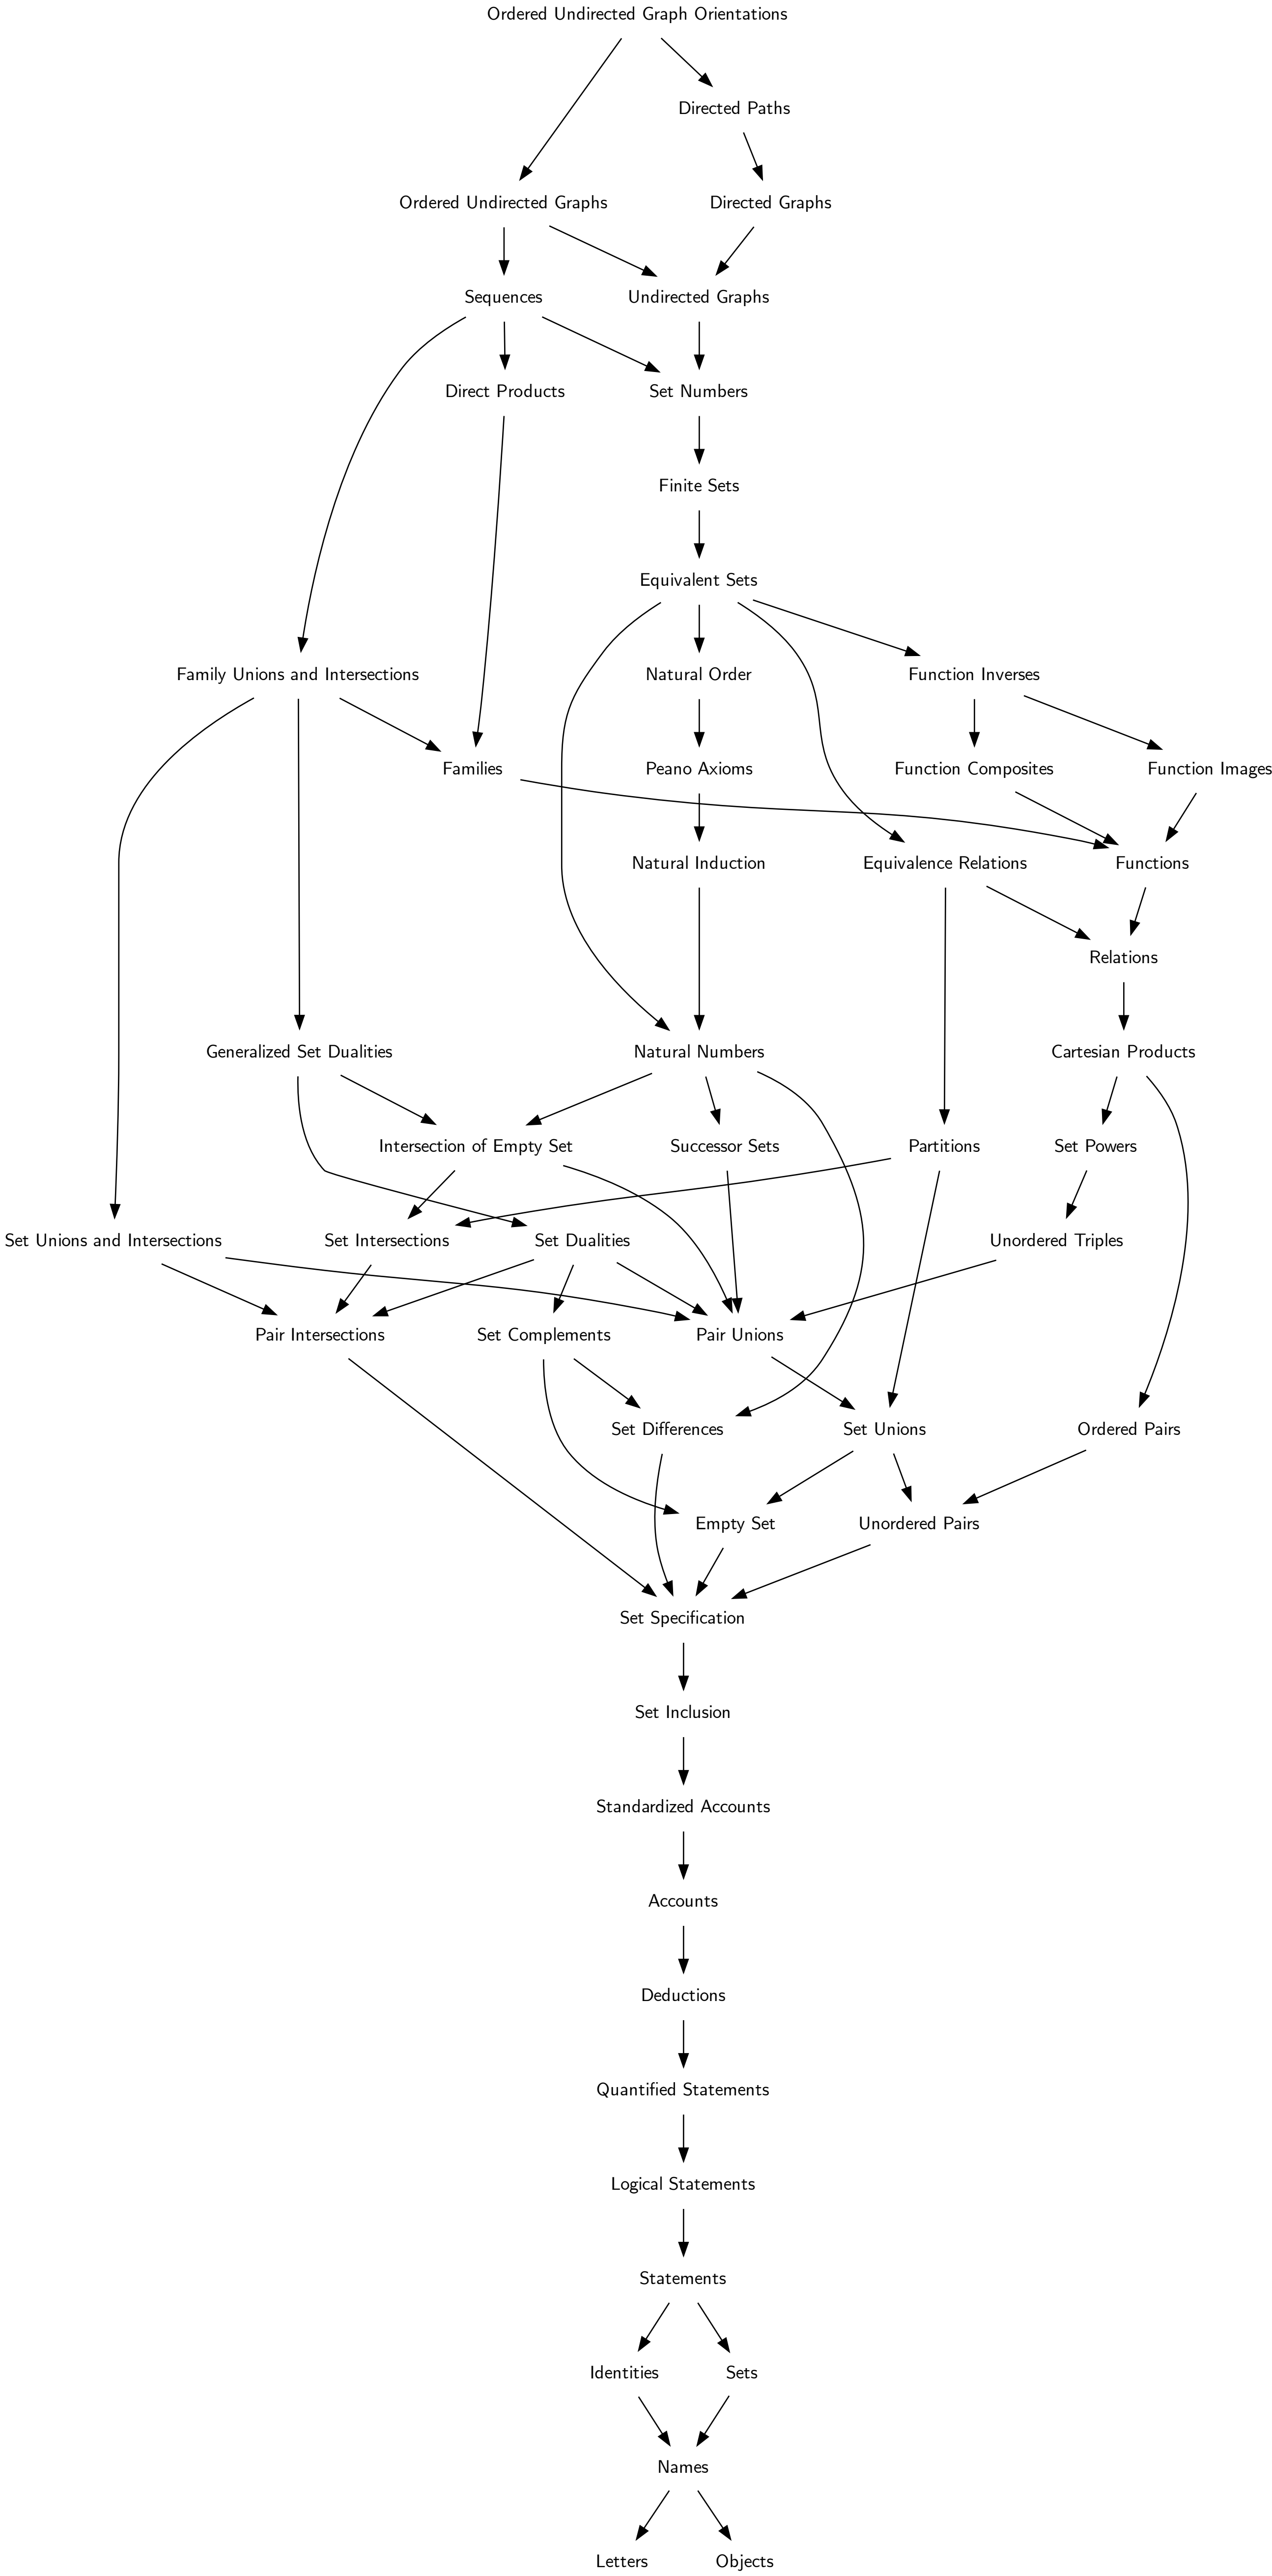 Ordered Undirected Graph Orientations
Directed Paths
Ordered Undirected Graphs
Directed Graphs
Sequences
Undirected Graphs
Direct Products
Set Numbers
Finite Sets
Equivalent Sets
Family Unions and Intersections
Natural Order
Function Inverses
Families
Peano Axioms
Function Composites
Function Images
Natural Induction
Equivalence Relations
Functions
Relations
Generalized Set Dualities
Natural Numbers
Cartesian Products
Intersection of Empty Set
Successor Sets
Partitions
Set Powers
Set Unions and Intersections
Set Intersections
Set Dualities
Unordered Triples
Pair Intersections
Set Complements
Pair Unions
Set Differences
Set Unions
Ordered Pairs
Empty Set
Unordered Pairs
Set Specification
Set Inclusion
Standardized Accounts
Accounts
Deductions
Quantified Statements
Logical Statements
Statements
Identities
Sets
Names
Letters
Objects